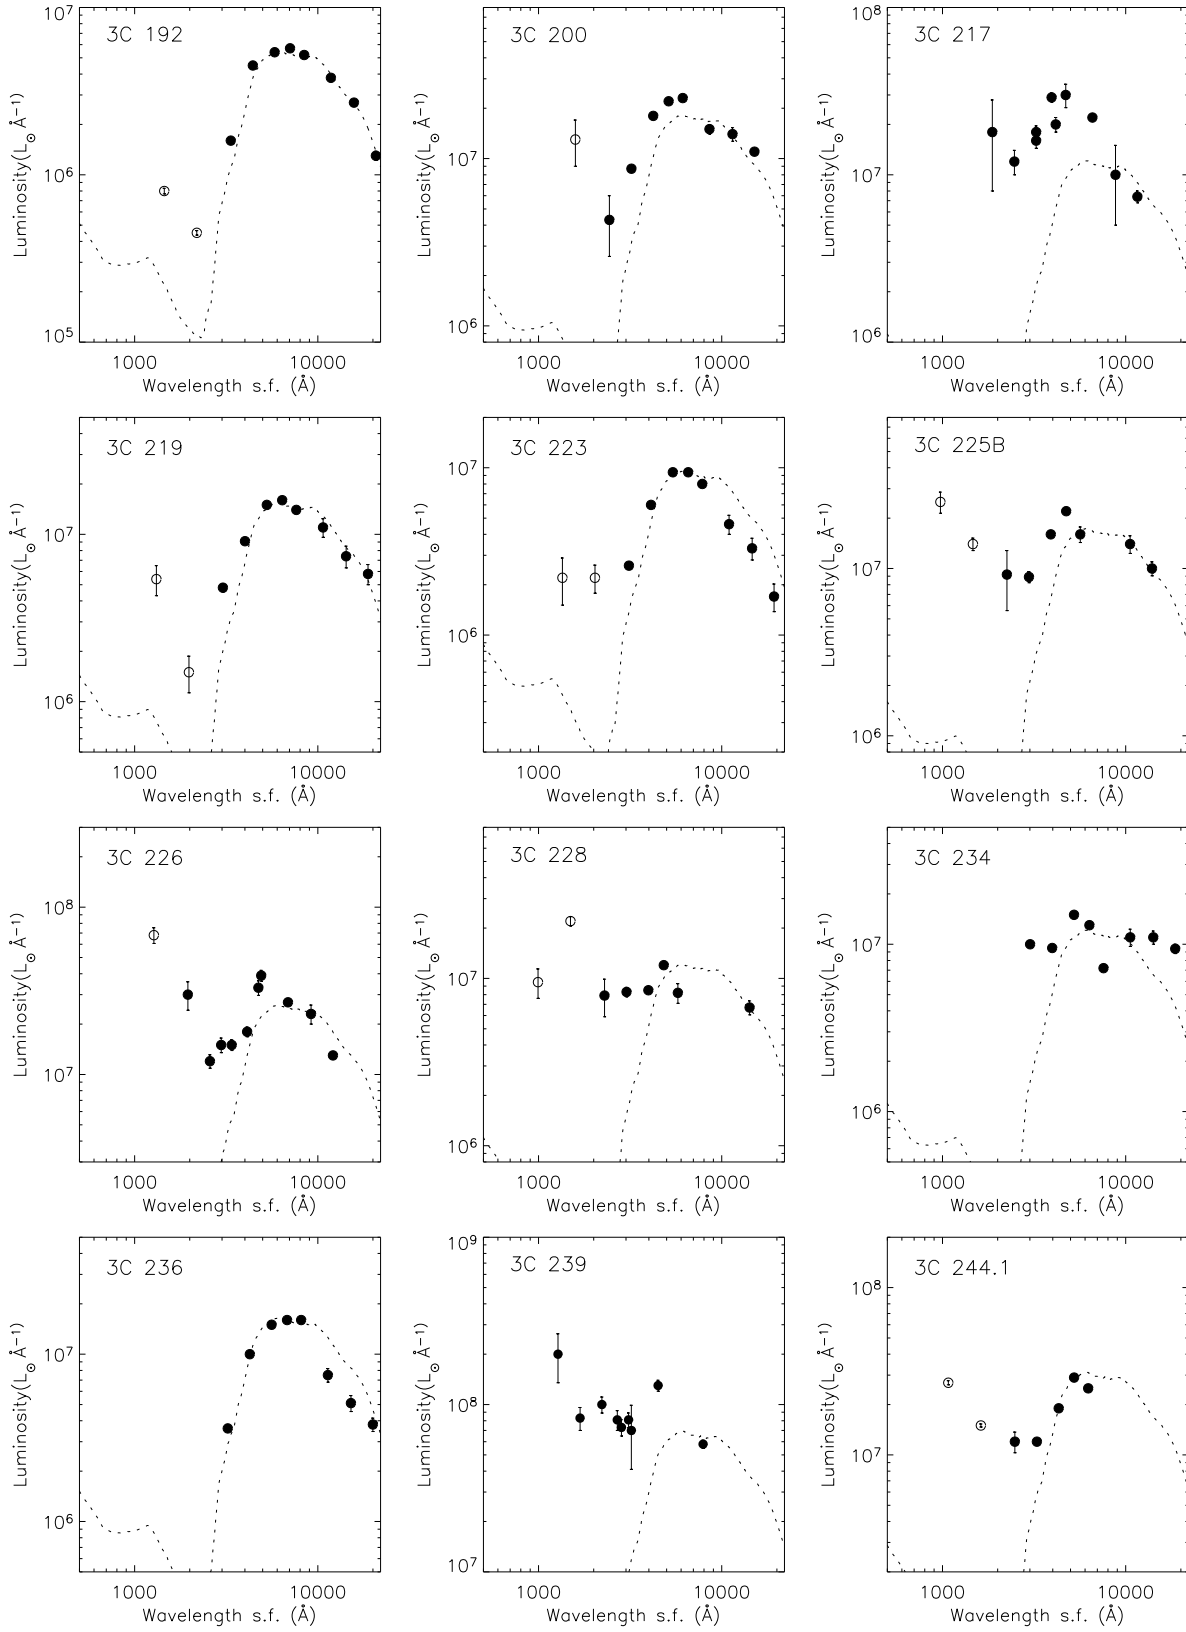 3C 192
10⁷
10⁶
10⁵
Luminosity(L☉ Å⁻¹)
1000 10000
Wavelength s.f. (Å)
3C 200
10⁷
10⁶
Luminosity(L☉ Å⁻¹)
1000 10000
Wavelength s.f. (Å)
3C 217
10⁸
10⁷
10⁶
Luminosity(L☉ Å⁻¹)
1000 10000
Wavelength s.f. (Å)
3C 219
10⁷
10⁶
Luminosity(L☉ Å⁻¹)
1000 10000
Wavelength s.f. (Å)
3C 223
10⁷
10⁶
Luminosity(L☉ Å⁻¹)
1000 10000
Wavelength s.f. (Å)
3C 225B
10⁷
10⁶
Luminosity(L☉ Å⁻¹)
1000 10000
Wavelength s.f. (Å)
3C 226
10⁸
10⁷
Luminosity(L☉ Å⁻¹)
1000 10000
Wavelength s.f. (Å)
3C 228
10⁷
10⁶
Luminosity(L☉ Å⁻¹)
1000 10000
Wavelength s.f. (Å)
3C 234
10⁷
10⁶
Luminosity(L☉ Å⁻¹)
1000 10000
Wavelength s.f. (Å)
3C 236
10⁷
10⁶
Luminosity(L☉ Å⁻¹)
1000 10000
Wavelength s.f. (Å)
3C 239
10⁹
10⁸
10⁷
Luminosity(L☉ Å⁻¹)
1000 10000
Wavelength s.f. (Å)
3C 244.1
10⁸
10⁷
Luminosity(L☉ Å⁻¹)
1000 10000
Wavelength s.f. (Å)